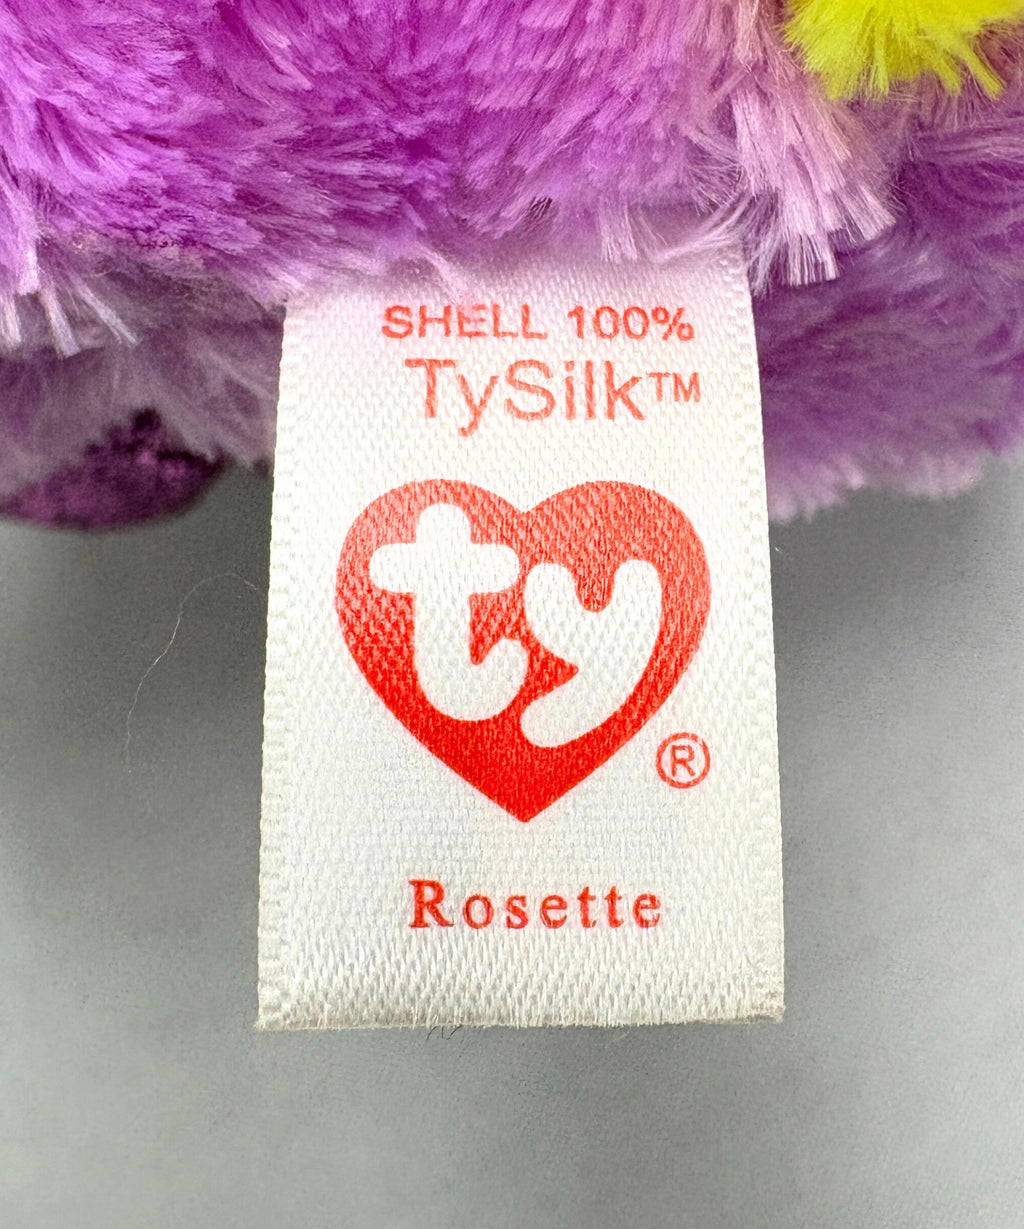 SHELL 100%
TySilk™
ty
®
Rosette